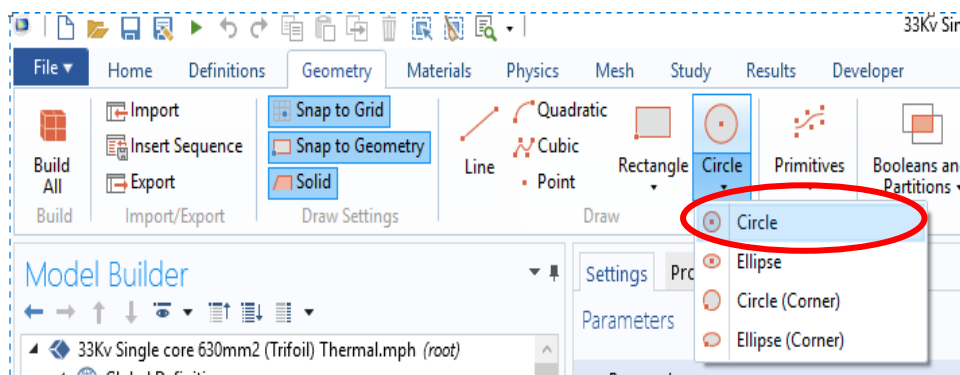 33Kv Sin
File Home Definitions Geometry Materials Physics Mesh Study Results Developer
Build All
Import
Insert Sequence
Export
Snap to Grid
Snap to Geometry
Solid
Line
Quadratic
Cubic
Point
Rectangle
Circle
Primitives
Booleans an
Partitions
Build Import/Export Draw Settings Draw
Circle
Ellipse
Circle (Corner)
Ellipse (Corner)
Model Builder
33Kv Single core 630mm2 (Trifoil) Thermal.mph (root)
Settings Pro
Parameters